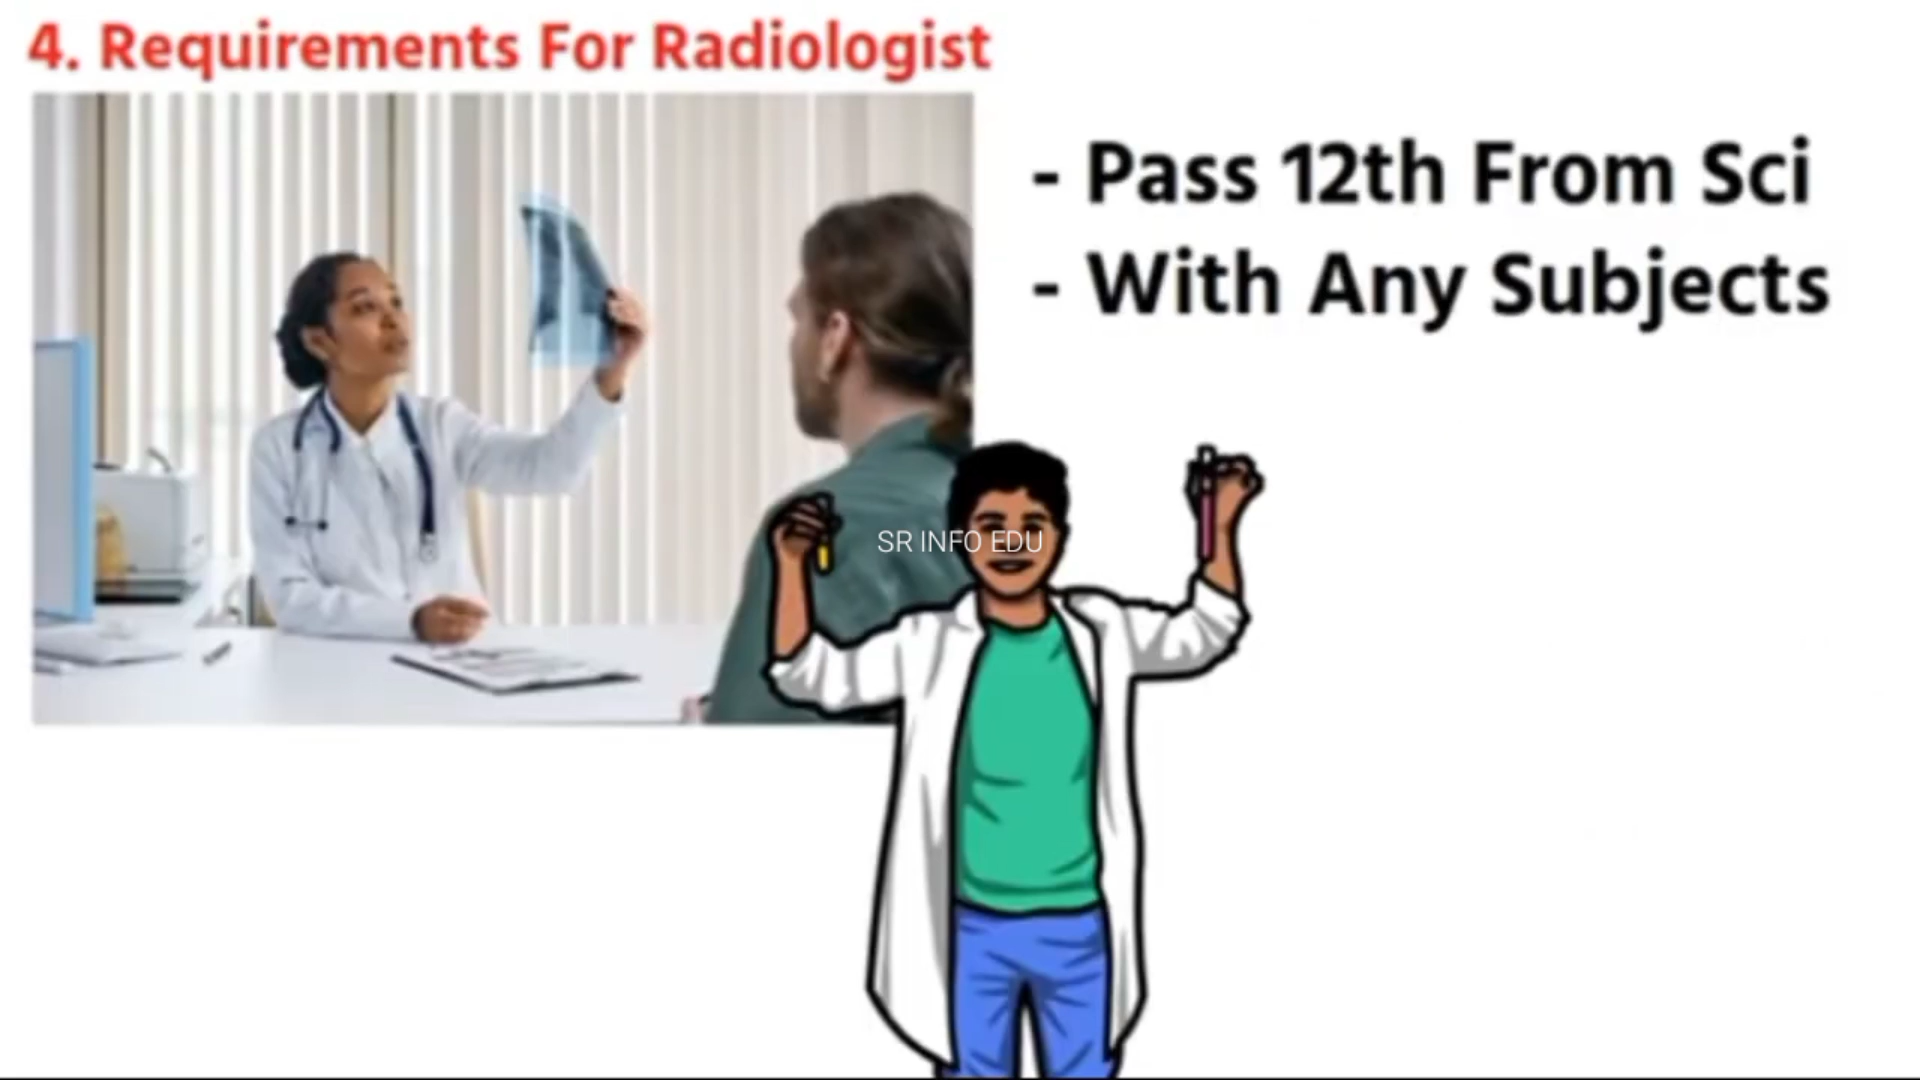 4. Requirements For Radiologist
- Pass 12th From Sci
- With Any Subjects
SR INFO EDU